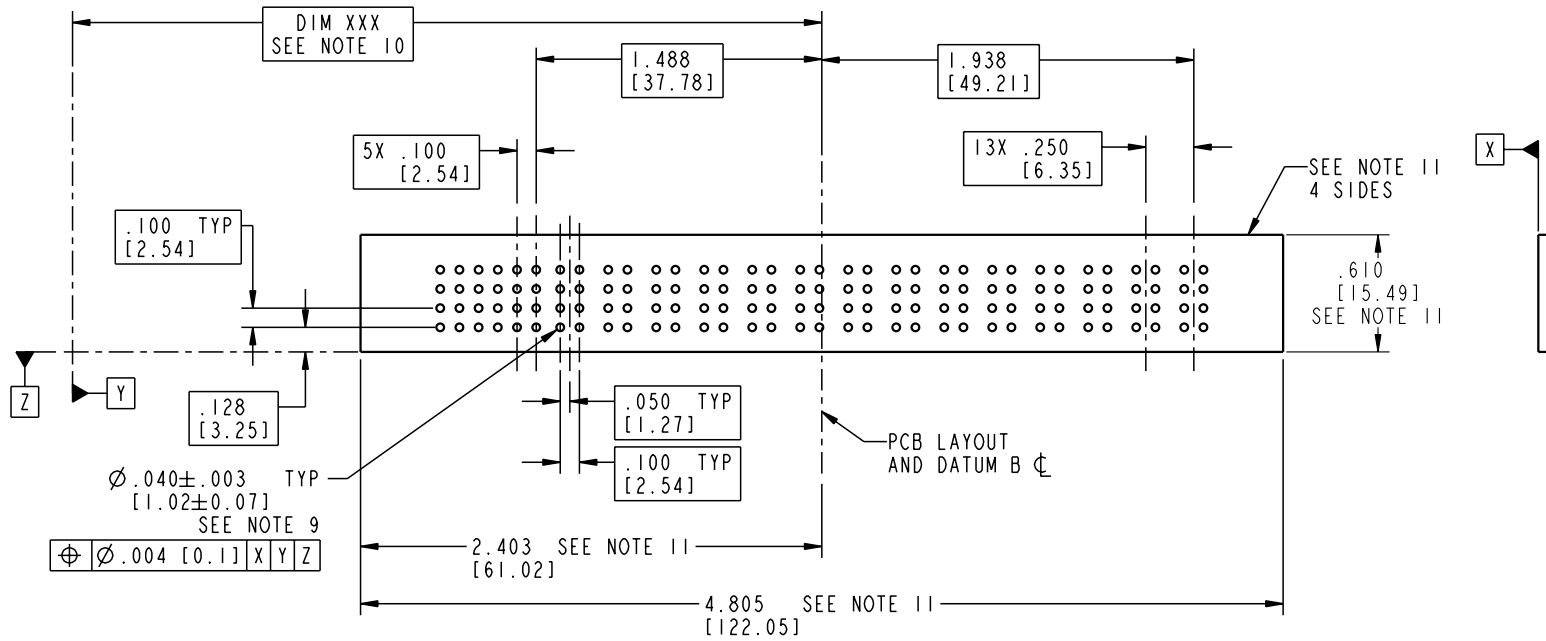 DIM XXX
SEE NOTE 10
1.488
[37.78]
1.938
[49.21]
5X .100
[2.54]
13X .250
[6.35]
X
SEE NOTE 11
4 SIDES
.100 TYP
[2.54]
.610
[15.49]
SEE NOTE 11
Z
Y
.128
[3.25]
.050 TYP
[1.27]
PCB LAYOUT
AND DATUM B ℄
.100 TYP
[2.54]
Ø.040±.003 TYP
[1.02±0.07]
SEE NOTE 9
⌖ Ø.004 [0.1] X Y Z
2.403 SEE NOTE 11
[61.02]
4.805 SEE NOTE 11
[122.05]